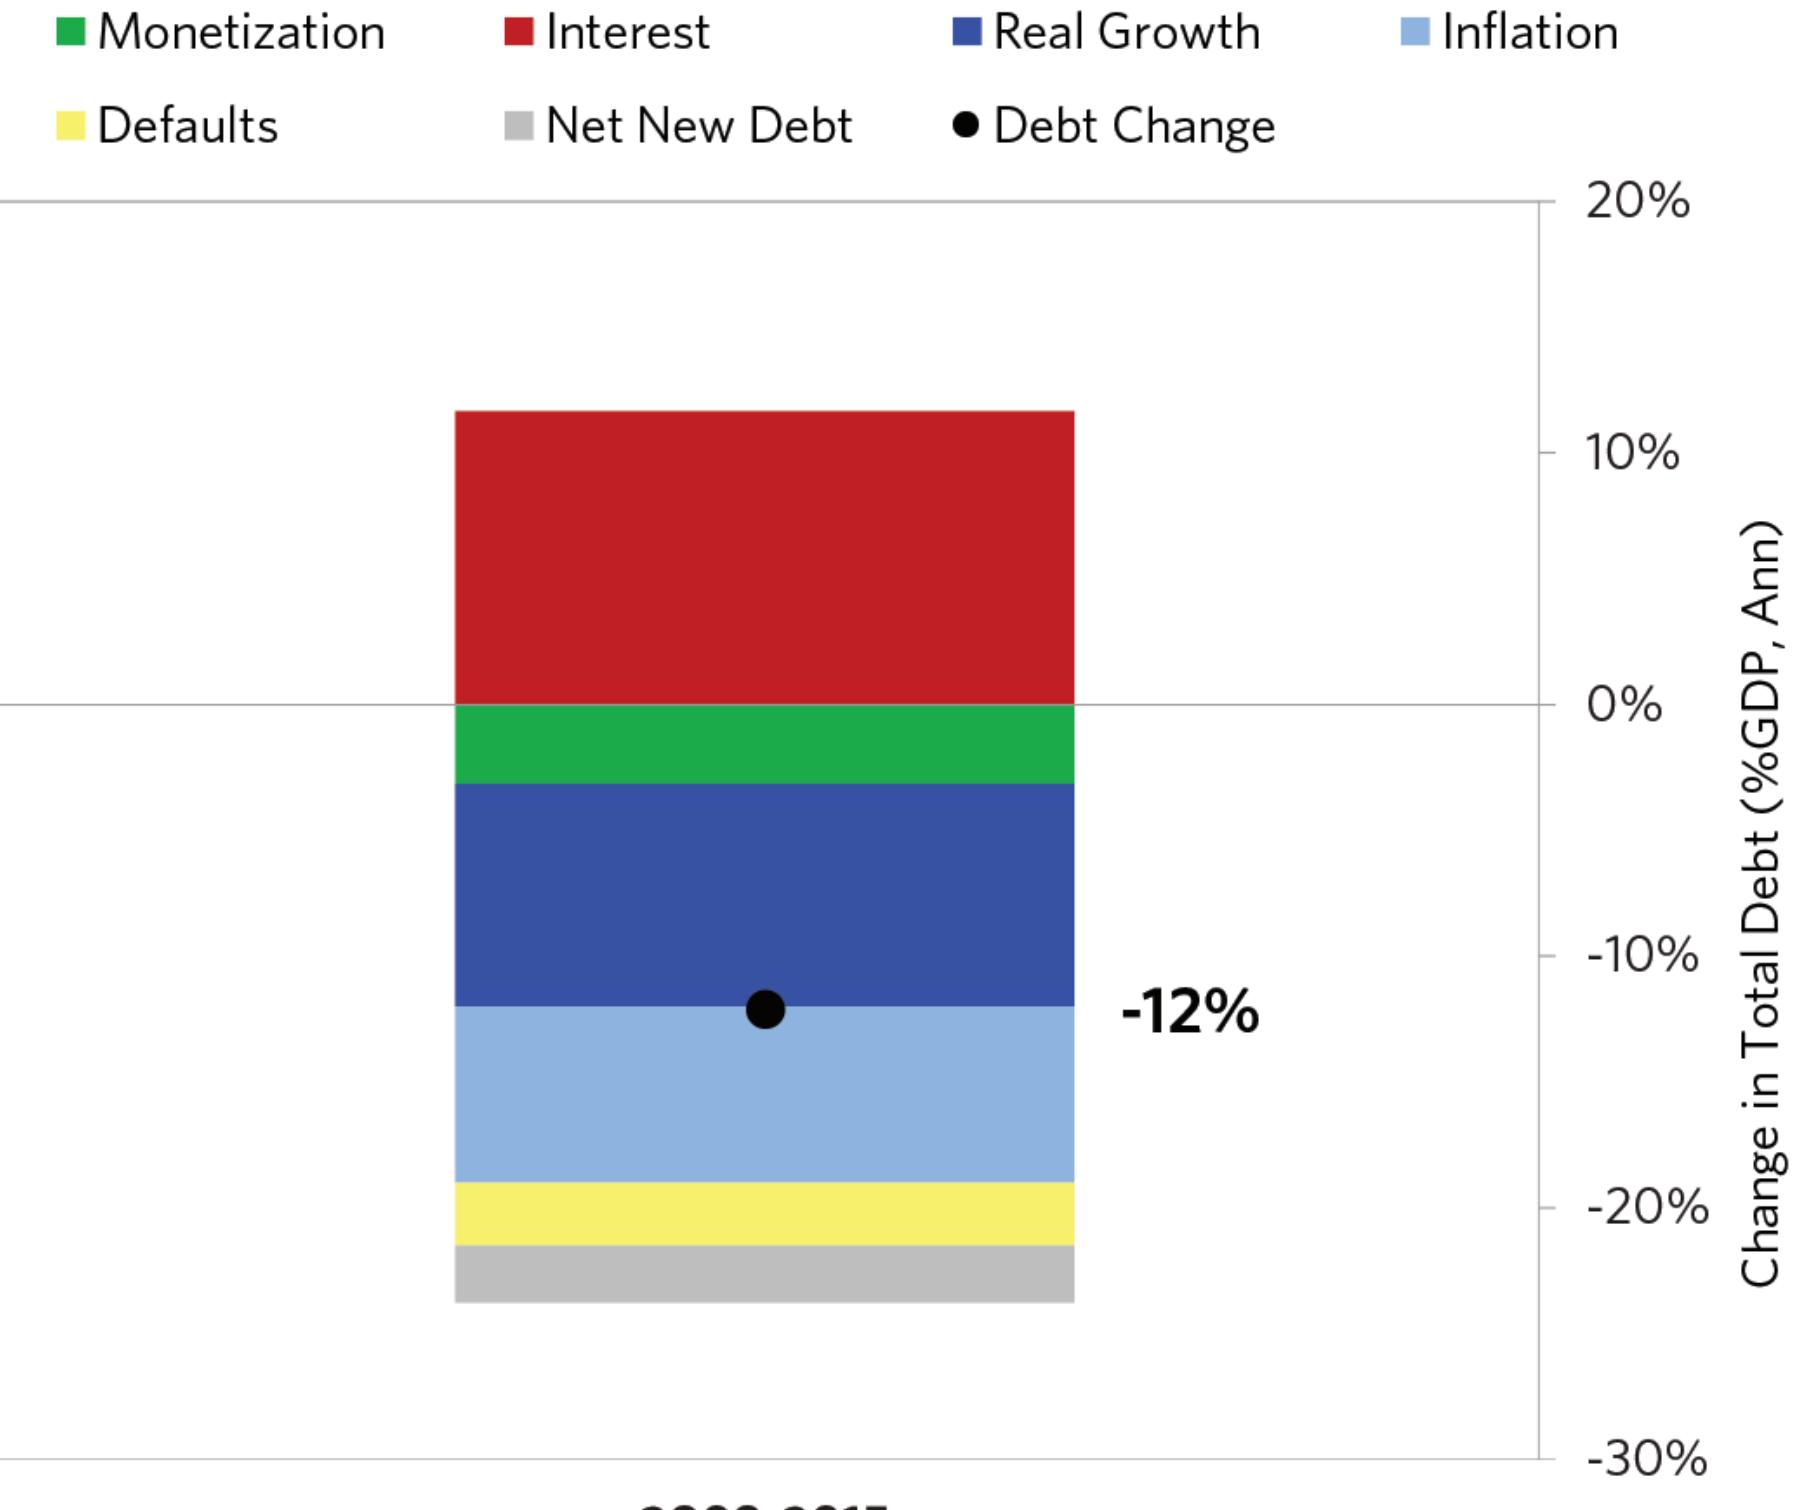 Monetization Interest Real Growth Inflation
Defaults Net New Debt Debt Change
20%
10%
0%
-10%
-12%
-20%
-30%
Change in Total Debt (%GDP, Ann)